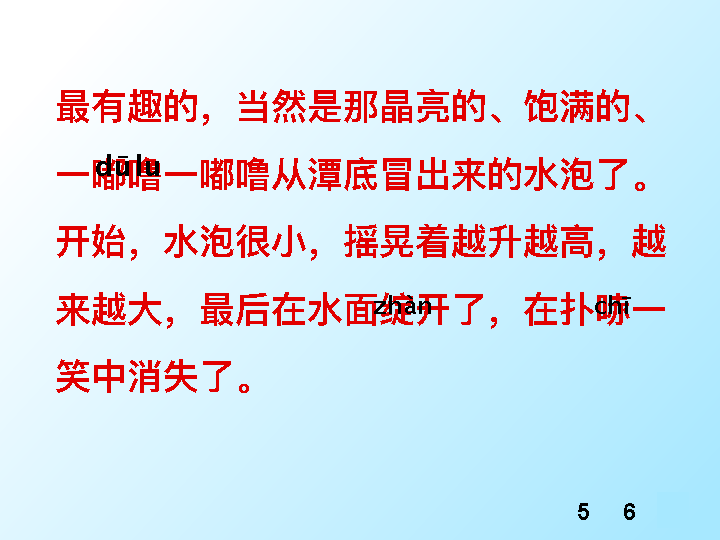 最有趣的，当然是那晶亮的、饱满的、
dū lu
一嘟噜一嘟噜从潭底冒出来的水泡了。
开始，水泡很小，摇晃着越升越高，越
zhàn chī
来越大，最后在水面绽开了，在扑哧一
笑中消失了。
5 6